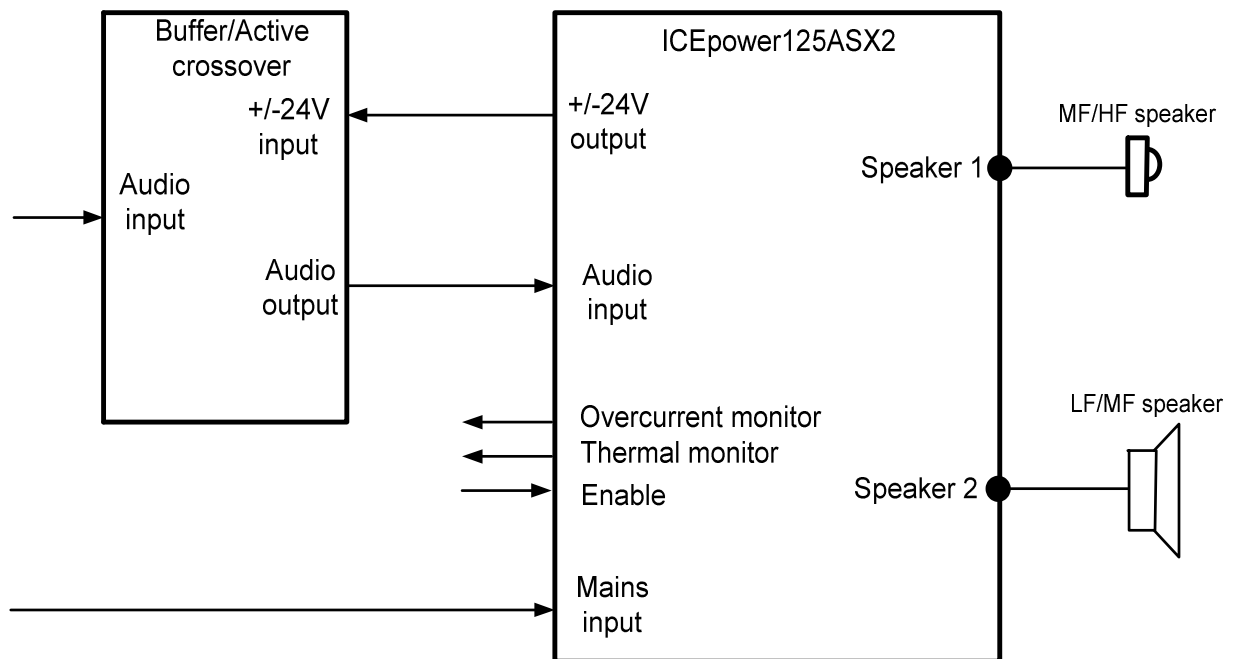 Buffer/Active
crossover
+/-24V
input
Audio
input
Audio
output
ICEpower125ASX2
+/-24V
output
Speaker 1
Audio
input
Overcurrent monitor
Thermal monitor
Enable
Speaker 2
Mains
input
MF/HF speaker
LF/MF speaker